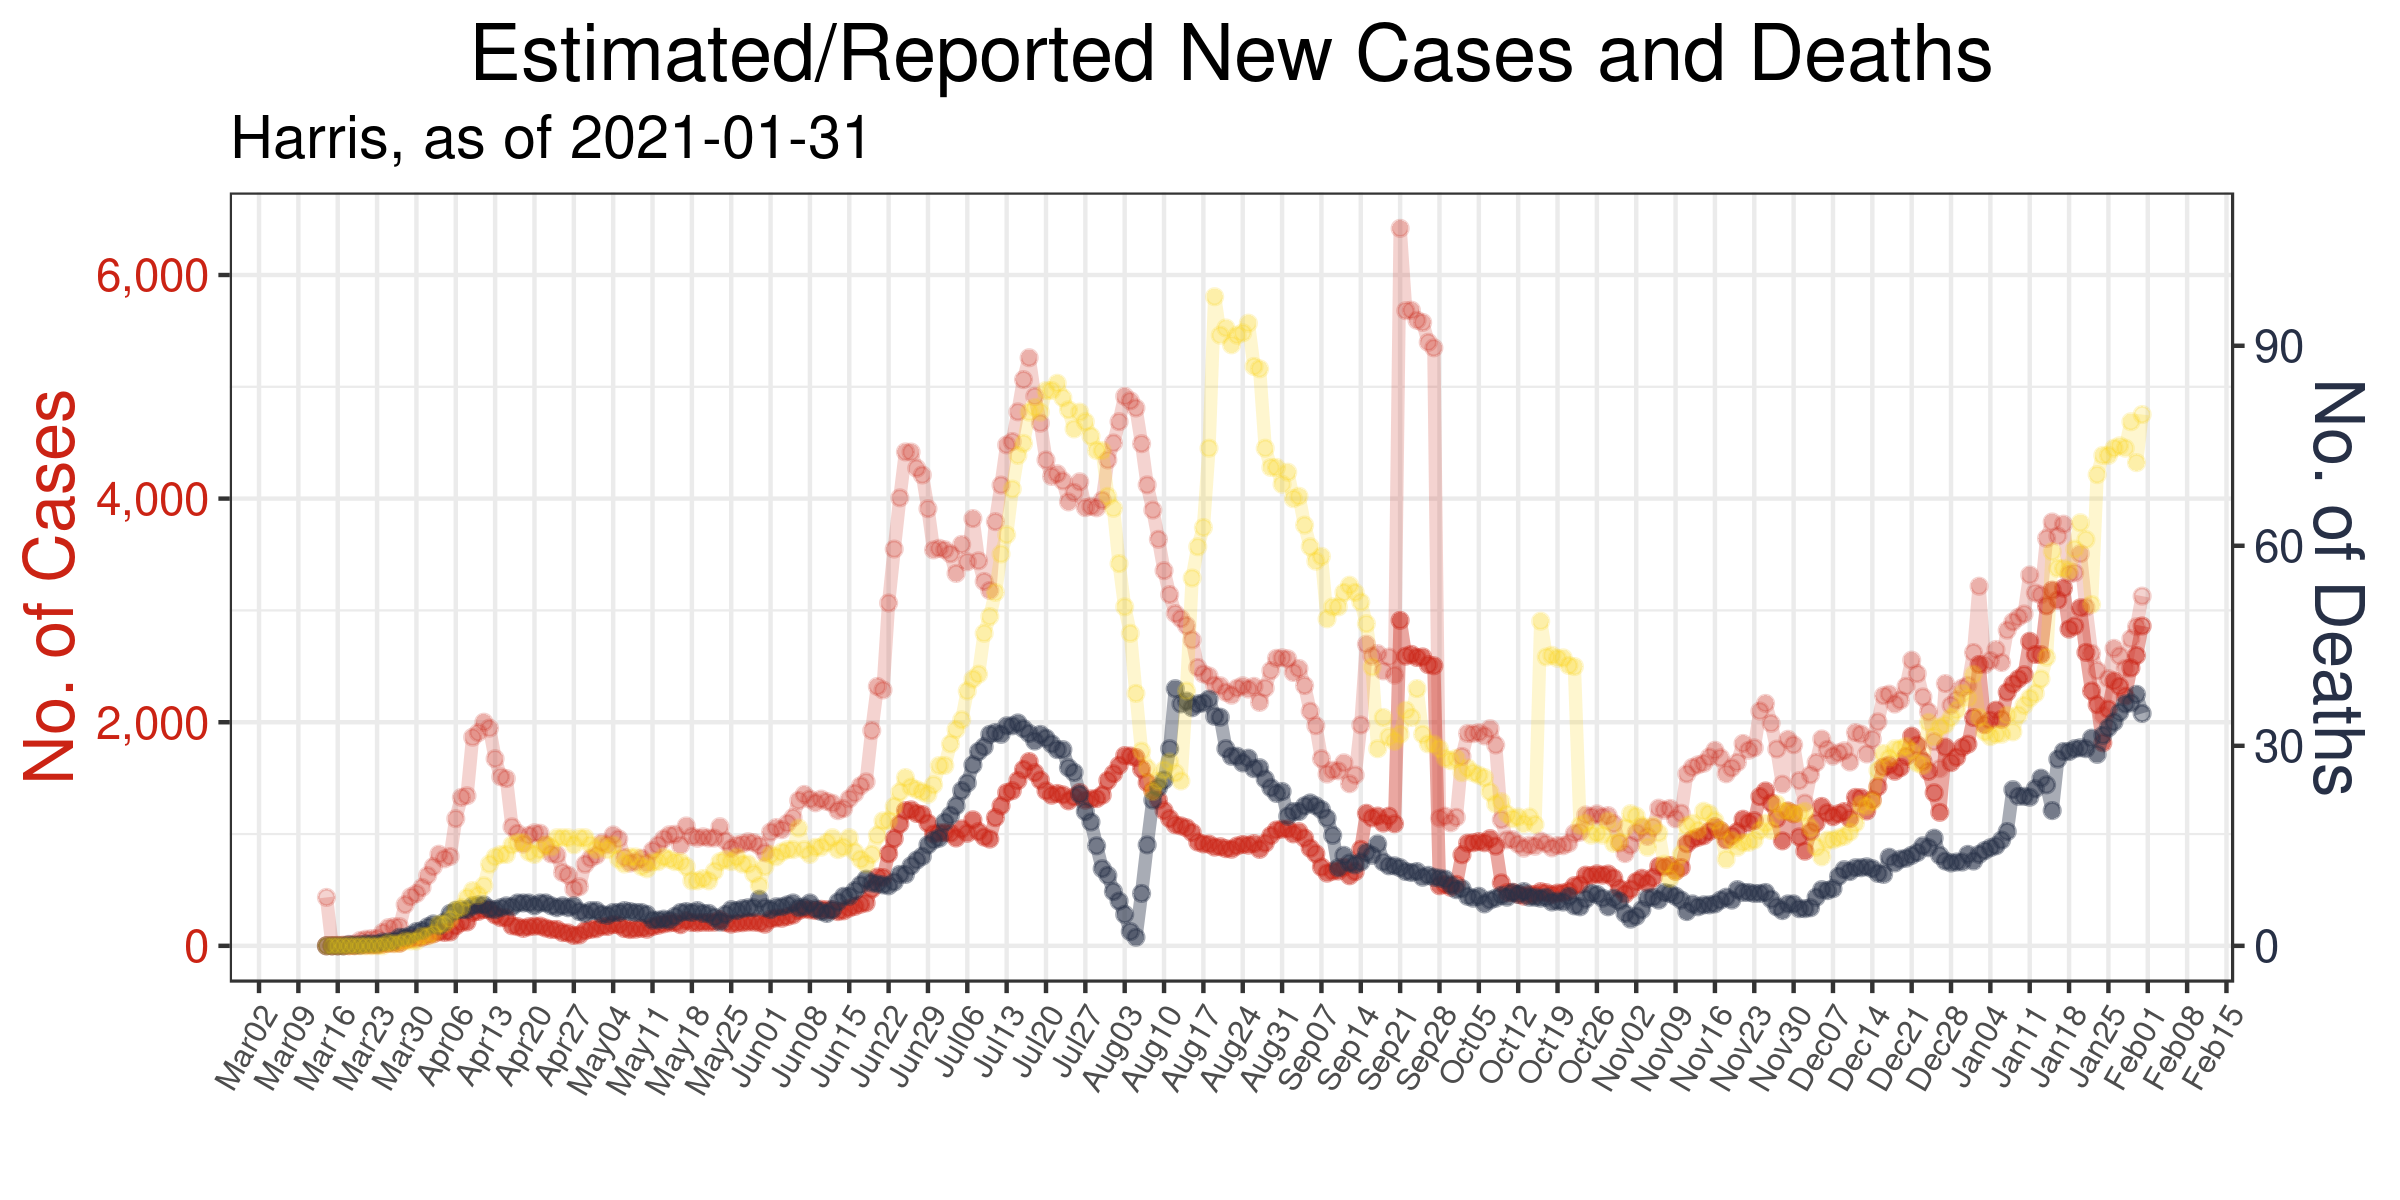 Estimated/Reported New Cases and Deaths
Harris, as of 2021-01-31
No. of Cases
6,000
4,000
2,000
0
90
60
30
0
No. of Deaths
Mar02
Mar09
Mar16
Mar23
Mar30
Apr06
Apr13
Apr20
Apr27
May04
May11
May18
May25
Jun01
Jun08
Jun15
Jun22
Jun29
Jul06
Jul13
Jul20
Jul27
Aug03
Aug10
Aug17
Aug24
Aug31
Sep07
Sep14
Sep21
Sep28
Oct05
Oct12
Oct19
Oct26
Nov02
Nov09
Nov16
Nov23
Nov30
Dec07
Dec14
Dec21
Dec28
Jan04
Jan11
Jan18
Jan25
Feb01
Feb08
Feb15